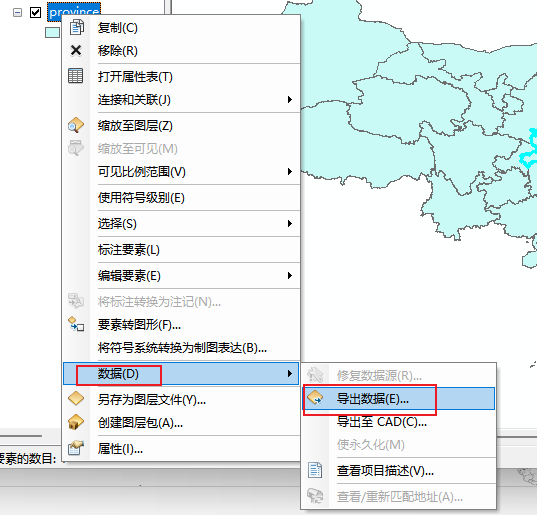 province
复制(C)
移除(R)
打开属性表(T)
连接和关联(J)
缩放至图层(Z)
缩放至可见(M)
可见比例范围(V)
使用符号级别(E)
选择(S)
标注要素(L)
编辑要素(E)
将标注转换为注记(N)...
要素转图形(F)...
将符号系统转换为制图表达(B)...
数据(D)
另存为图层文件(Y)...
创建图层包(A)...
属性(I)...
修复数据源(R)...
导出数据(E)...
导出至 CAD(C)...
使永久化(M)
查看项目描述(V)...
查看/重新匹配地址(A)...
要素的数目: